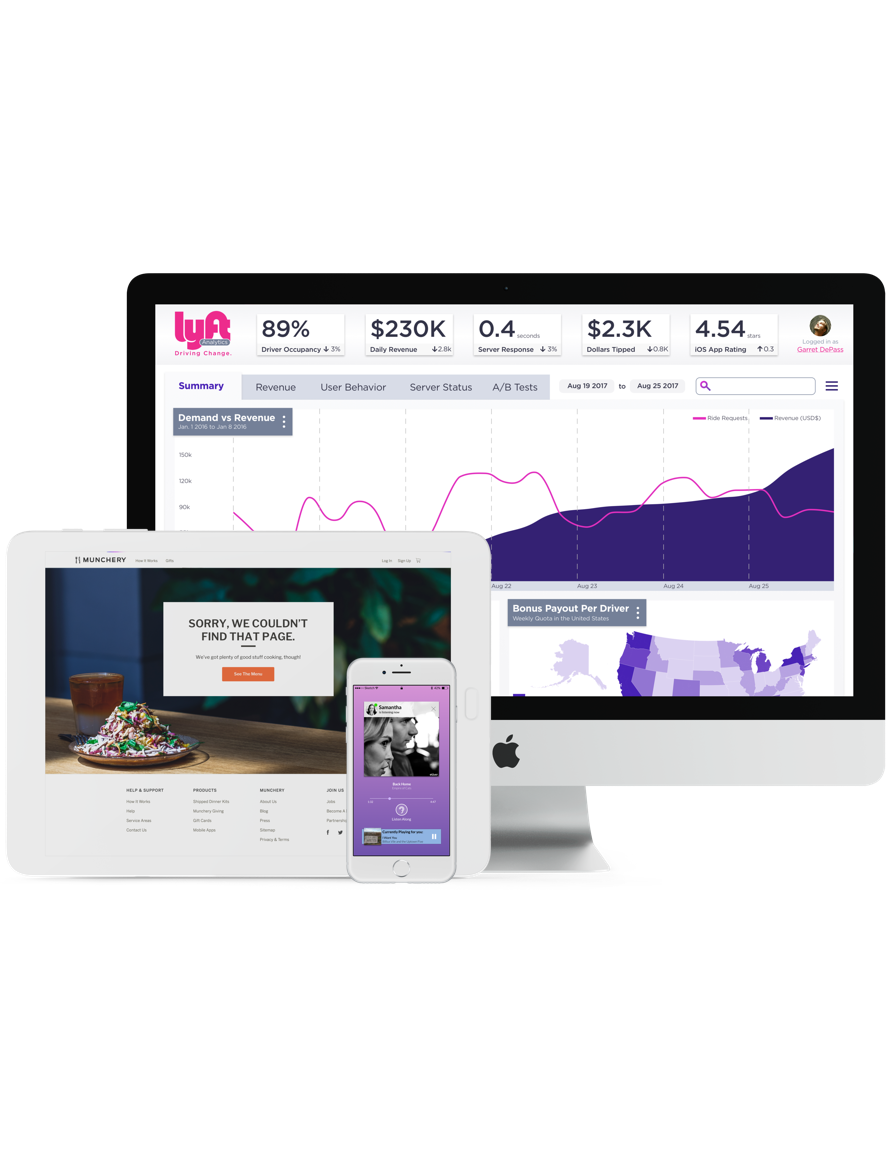 lyft
Analytics
Driving Change.
89%
Driver Occupancy ↓ 3%
$230K
Daily Revenue ↓2.8k
0.4 seconds
Server Response ↓ 3%
$2.3K
Dollars Tipped ↓0.8K
4.54 stars
iOS App Rating ↑0.3
Logged in as
Garret DePass
Summary Revenue User Behavior Server Status A/B Tests
Aug 19 2017 to Aug 25 2017
Demand vs Revenue
Jan. 1 2016 to Jan 8 2016
Ride Requests Revenue (USD$)
150k
120k
90k
Aug 22 Aug 23 Aug 24 Aug 25
Bonus Payout Per Driver
Weekly Quota in the United States
MUNCHERY How It Works Gifts Log In Sign Up
SORRY, WE COULDN'T
FIND THAT PAGE.
We've got plenty of good stuff cooking, though!
See The Menu
HELP & SUPPORT PRODUCTS MUNCHERY JOIN US
How It Works Shipped Dinner Kits About Us Jobs
Help Munchery Giving Blog Become A
Service Areas Gift Cards Press Partnership
Contact Us Mobile Apps Sitemap
Privacy & Terms
Samantha
is listening now
Back Home
Listen Along
Currently Playing for you:
I Want You